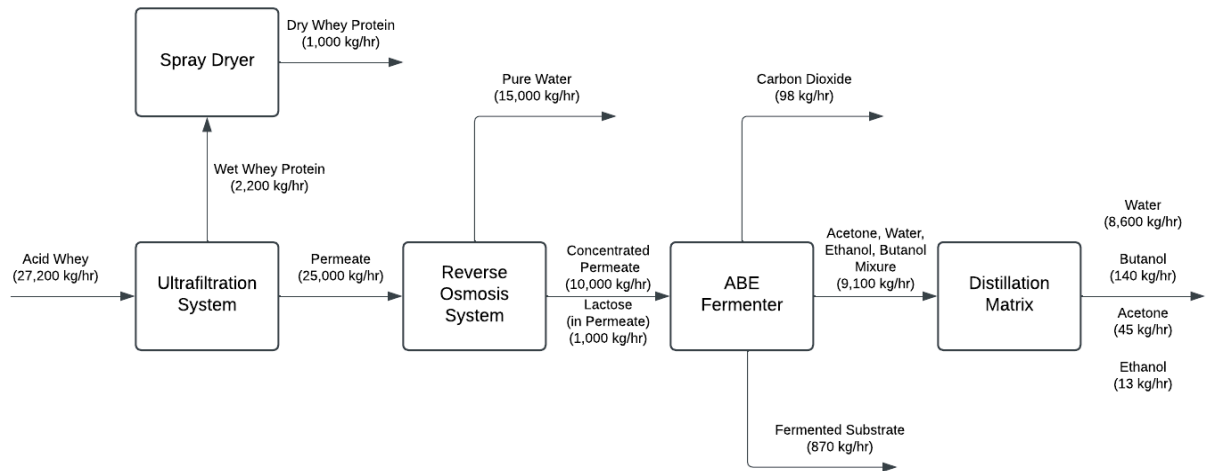 Dry Whey Protein
(1,000 kg/hr)
Spray Dryer
Pure Water
(15,000 kg/hr)
Carbon Dioxide
(98 kg/hr)
Wet Whey Protein
(2,200 kg/hr)
Acid Whey
(27,200 kg/hr)
Ultrafiltration
System
Permeate
(25,000 kg/hr)
Reverse
Osmosis
System
Concentrated
Permeate
(10,000 kg/hr)
Lactose
(in Permeate)
(1,000 kg/hr)
ABE
Fermenter
Acetone, Water,
Ethanol, Butanol
Mixure
(9,100 kg/hr)
Distillation
Matrix
Water
(8,600 kg/hr)
Butanol
(140 kg/hr)
Acetone
(45 kg/hr)
Ethanol
(13 kg/hr)
Fermented Substrate
(870 kg/hr)